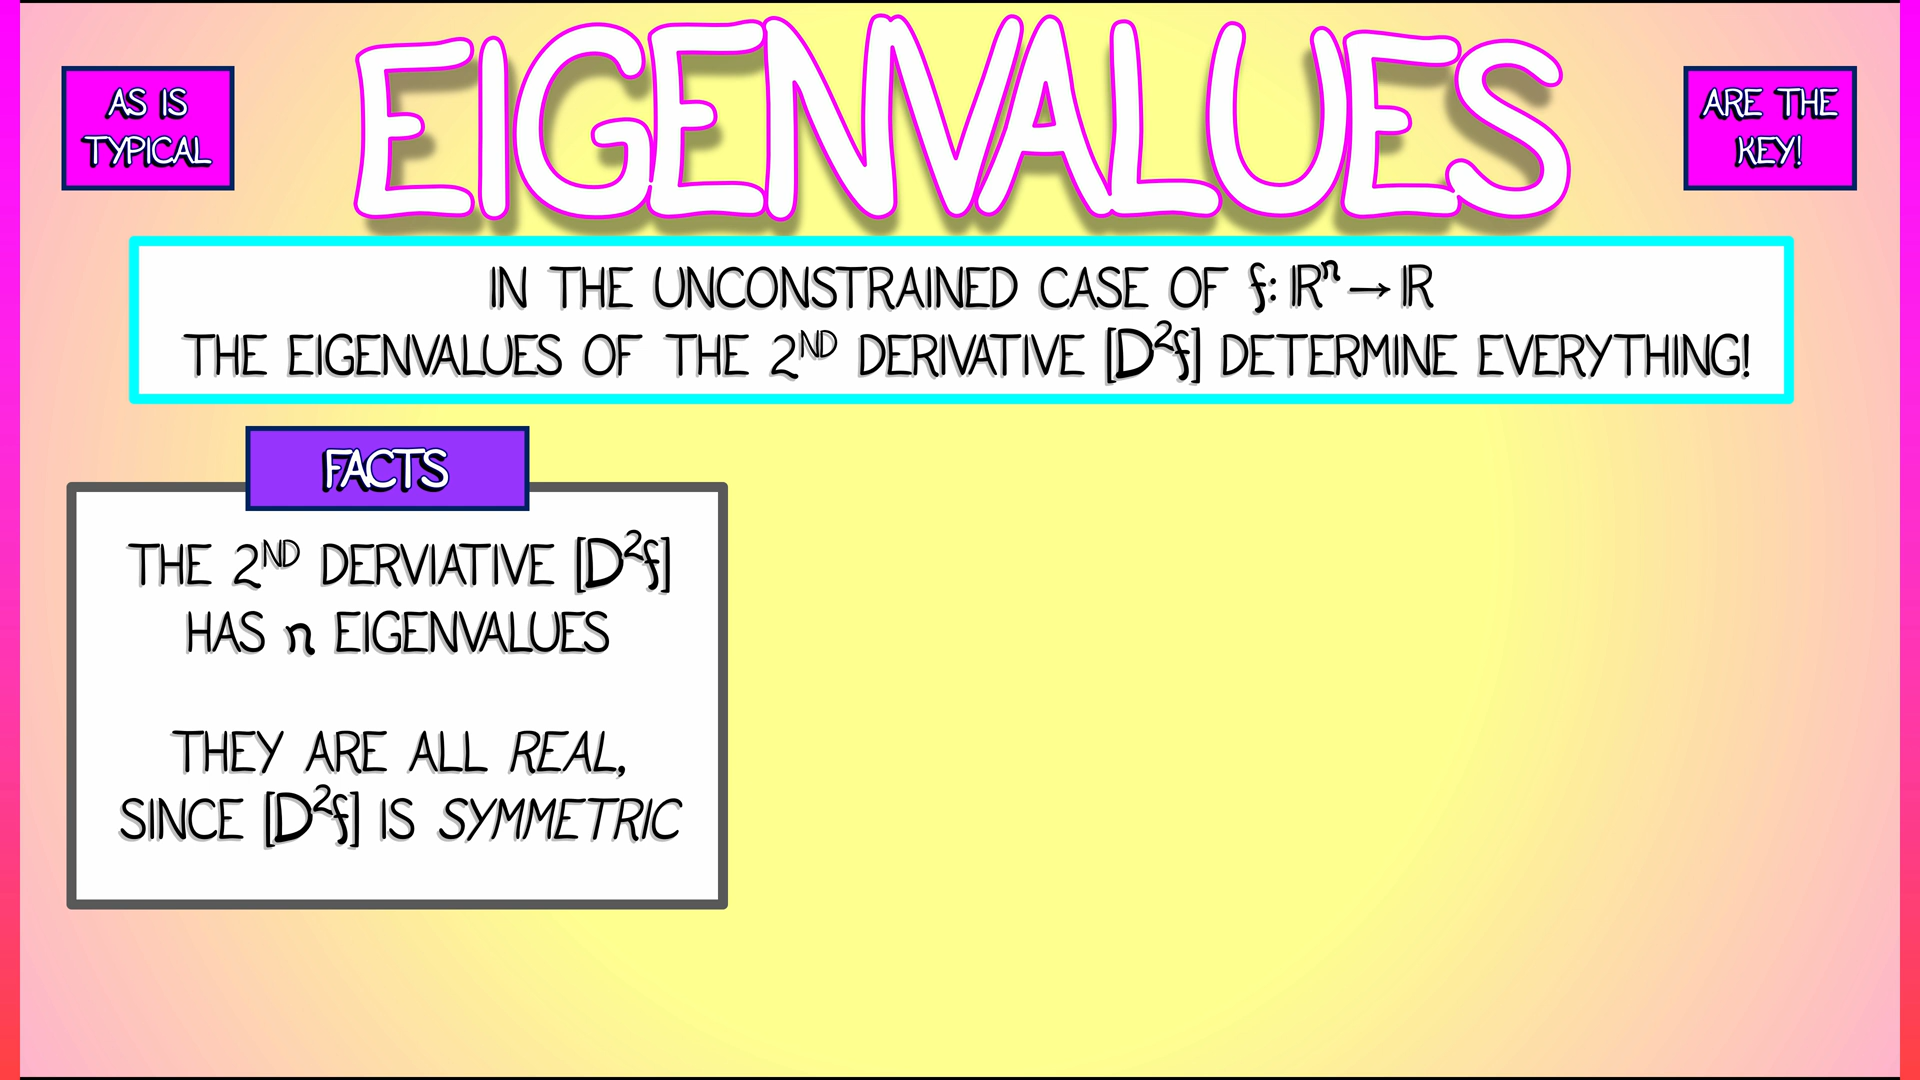 AS IS
TYPICAL
EIGENVALUES
ARE THE
KEY!
IN THE UNCONSTRAINED CASE OF f: ℝⁿ → ℝ
THE EIGENVALUES OF THE 2ᴺᴰ DERIVATIVE [D²f] DETERMINE EVERYTHING!
FACTS
THE 2ᴺᴰ DERVIATIVE [D²f]
HAS n EIGENVALUES
THEY ARE ALL REAL,
SINCE [D²f] IS SYMMETRIC